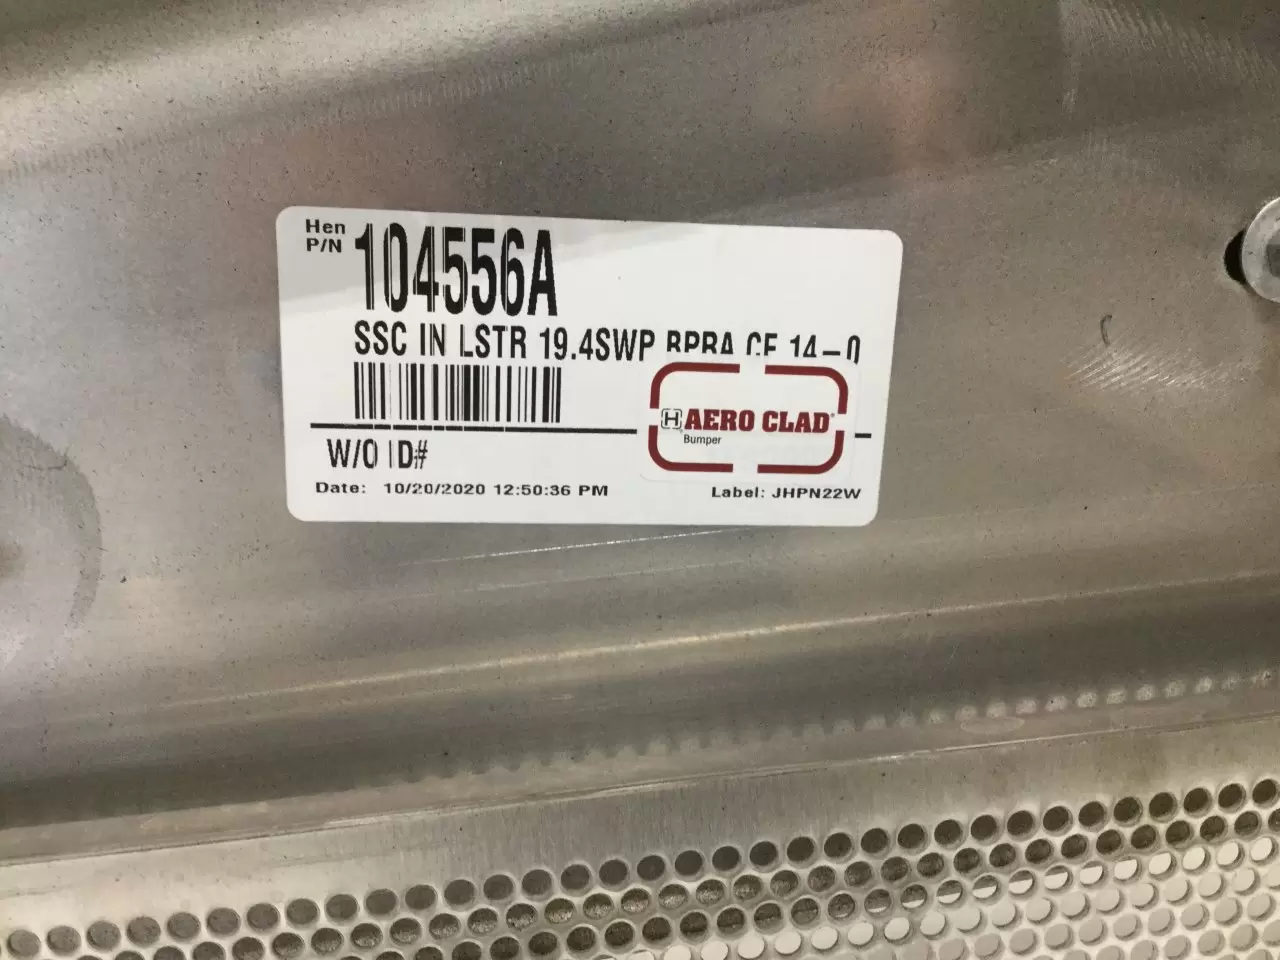 Hen
P/N 104556A
SSC IN LSTR 19.4SWP BPRA CF 14-0
H AERO CLAD
Bumper
W/O ID#
Date: 10/20/2020 12:50:36 PM
Label: JHPN22W